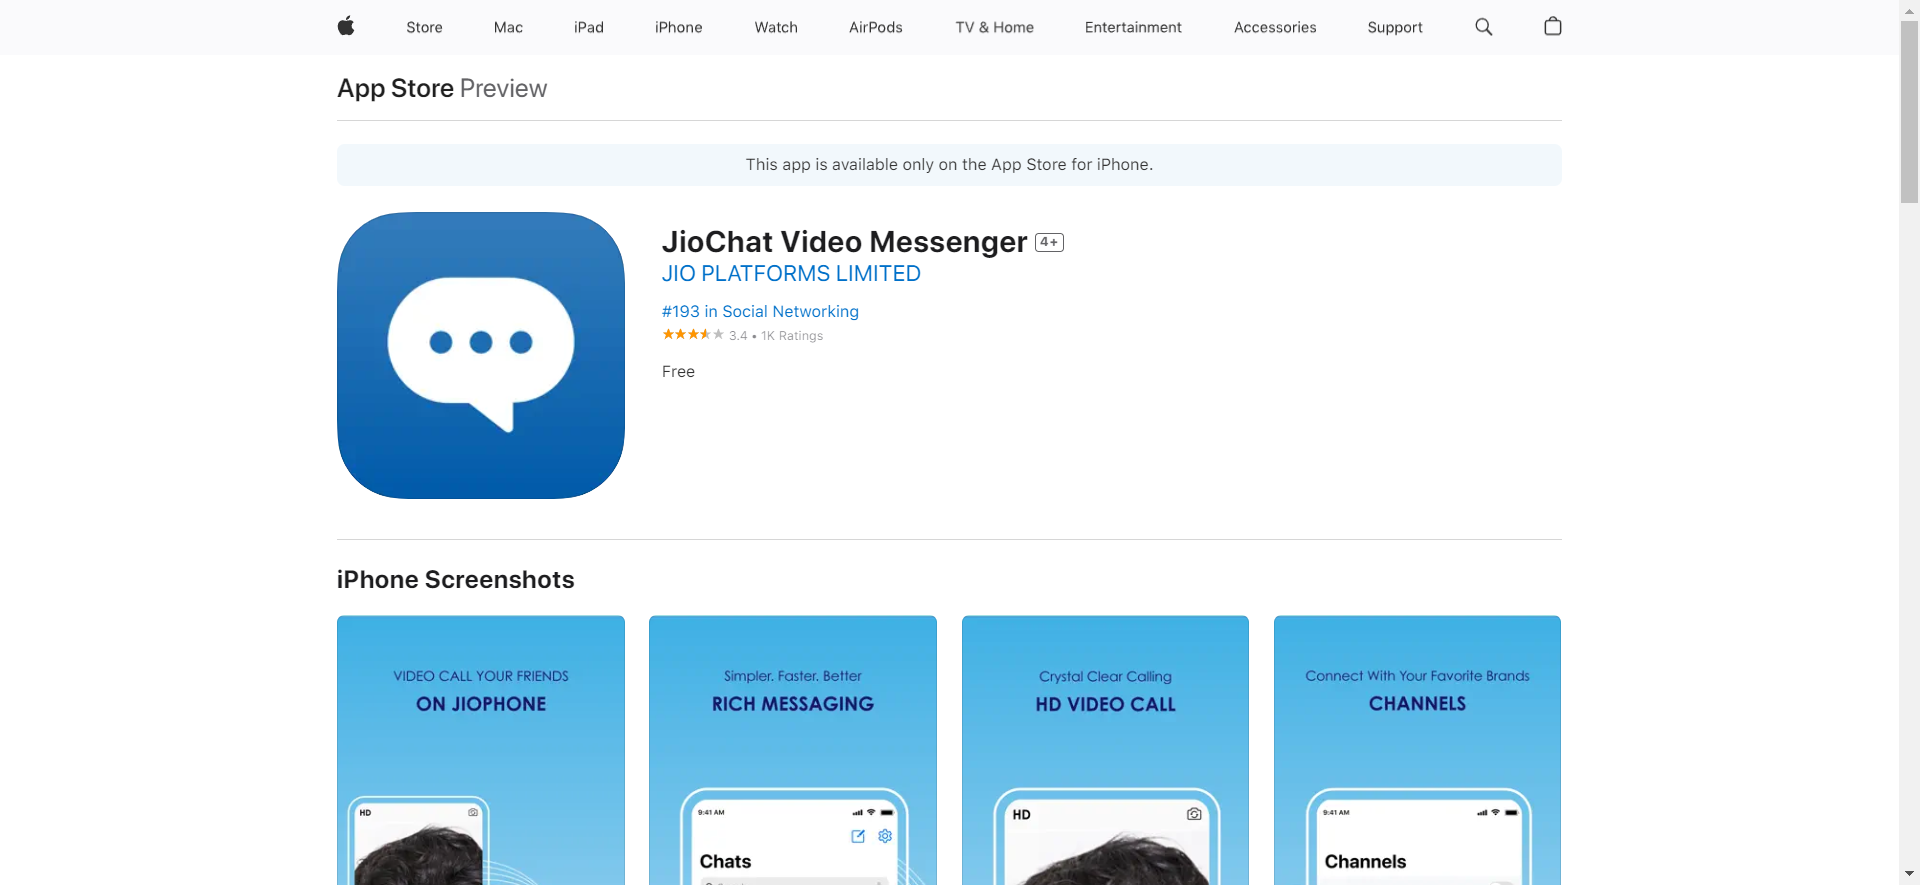 Store Mac iPad iPhone Watch AirPods TV & Home Entertainment Accessories Support
App Store Preview
This app is available only on the App Store for iPhone.
JioChat Video Messenger 4+
JIO PLATFORMS LIMITED
#193 in Social Networking
3.4 • 1K Ratings
Free
iPhone Screenshots
VIDEO CALL YOUR FRIENDS
ON JIOPHONE
HD
Simpler. Faster. Better
RICH MESSAGING
9:41 AM
Chats
Crystal Clear Calling
HD VIDEO CALL
HD
Connect With Your Favorite Brands
CHANNELS
9:41 AM
Channels